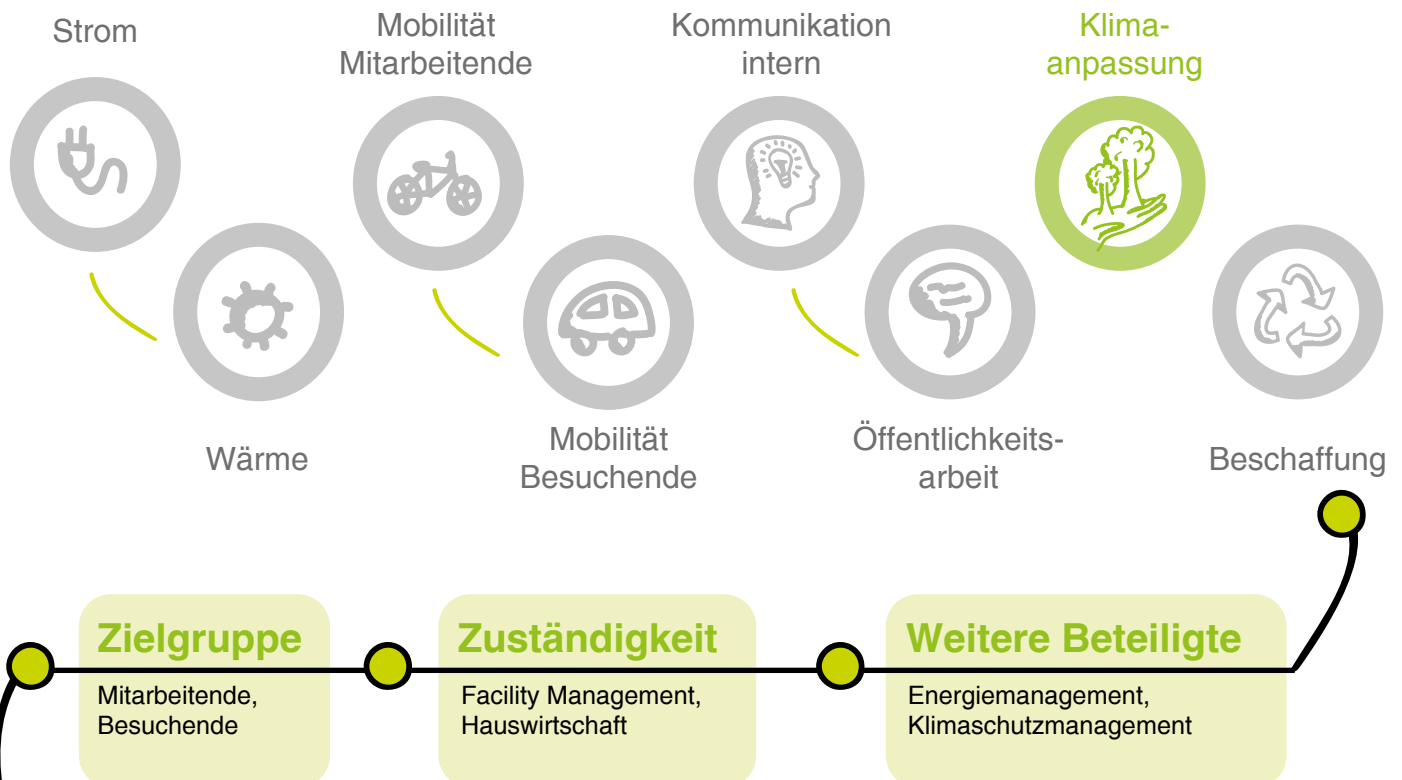 Strom
Mobilität
Mitarbeitende
Kommunikation
intern
Klima-
anpassung
Wärme
Mobilität
Besuchende
Öffentlichkeits-
arbeit
Beschaffung
Zielgruppe
Mitarbeitende,
Besuchende
Zuständigkeit
Facility Management,
Hauswirtschaft
Weitere Beteiligte
Energiemanagement,
Klimaschutzmanagement